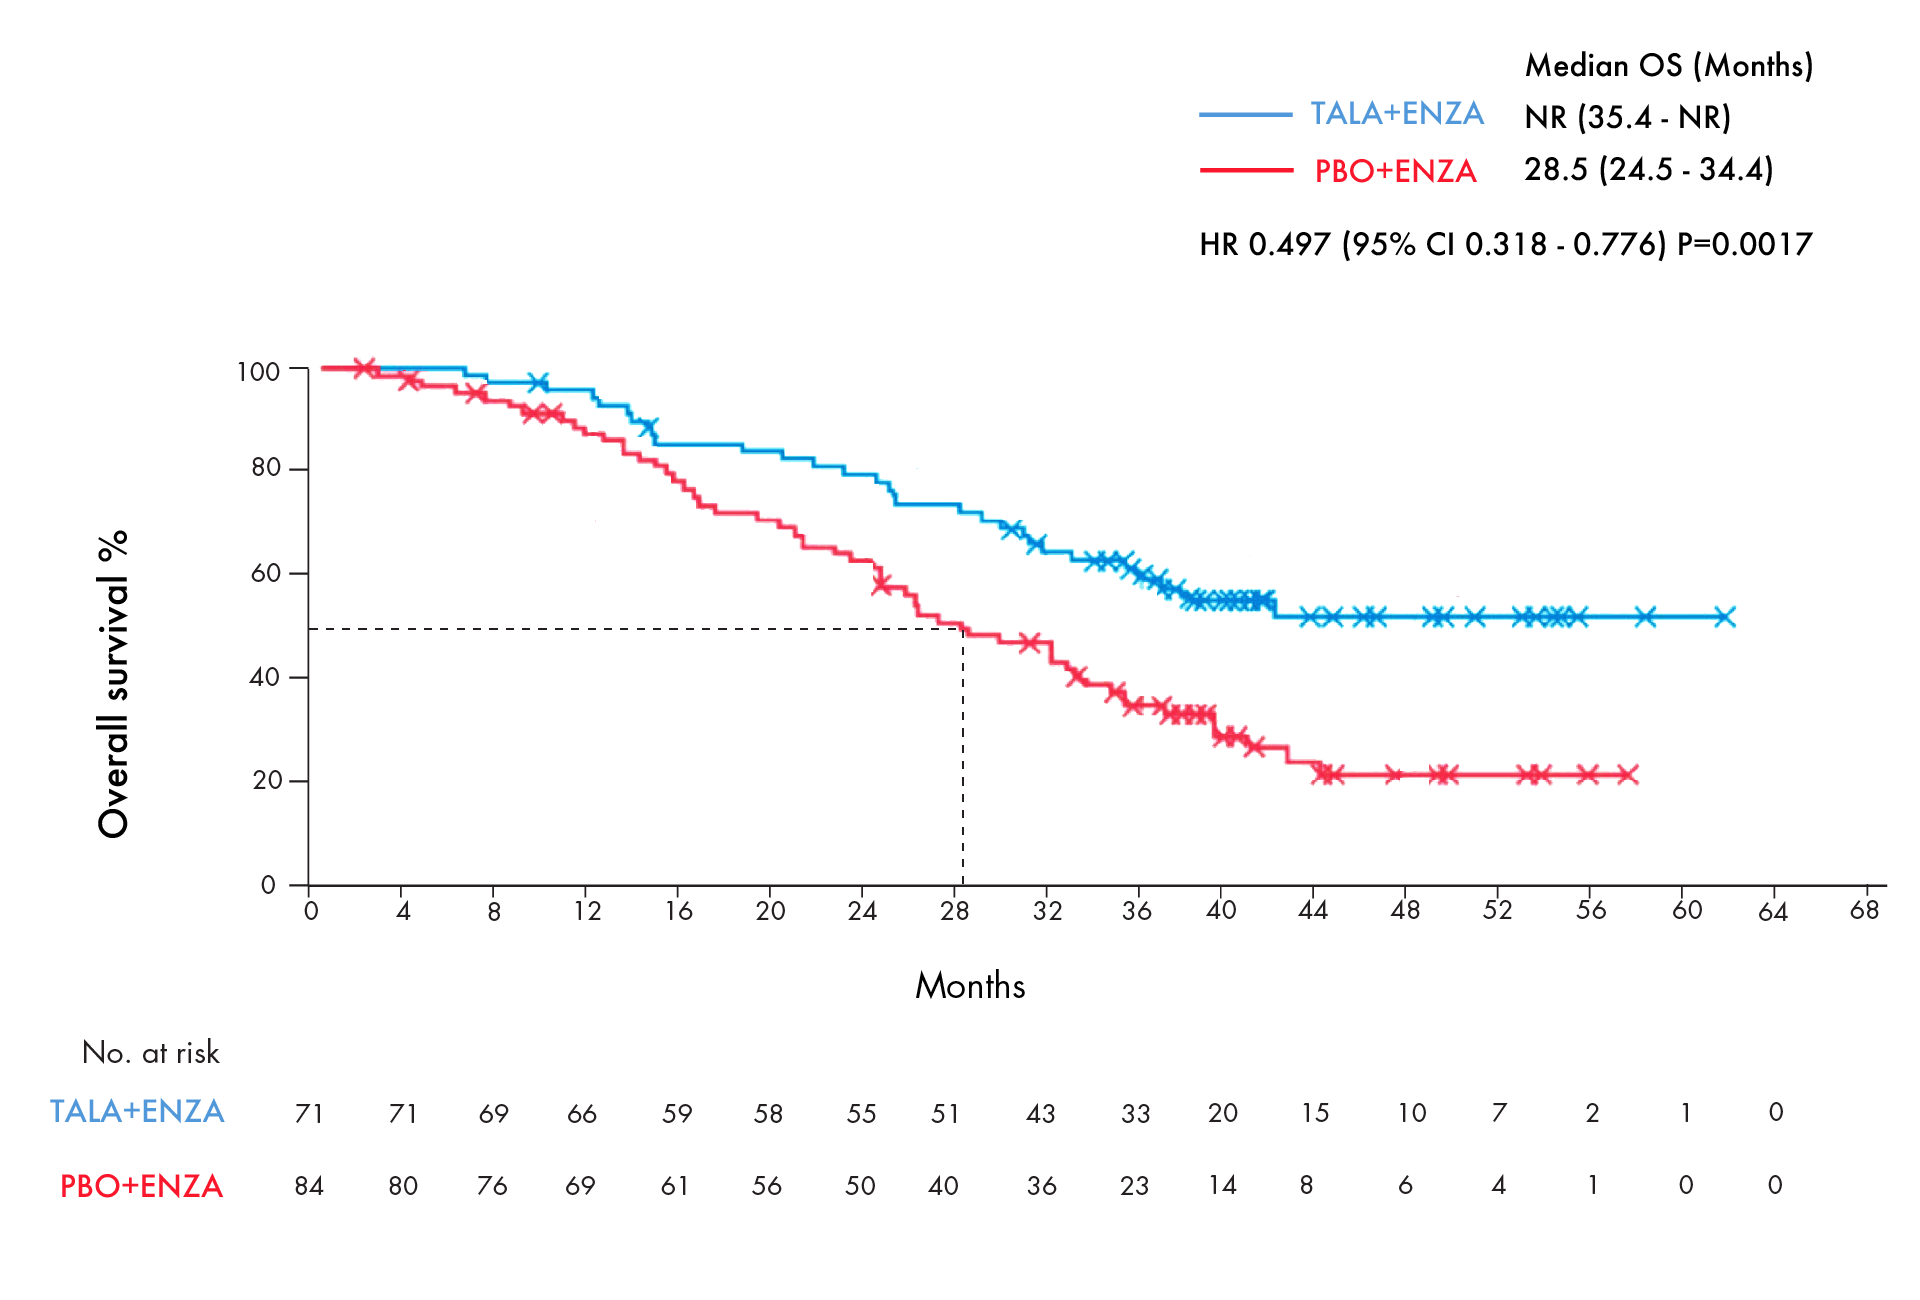 Median OS (Months)
TALA+ENZA NR (35.4 - NR)
PBO+ENZA 28.5 (24.5 - 34.4)
HR 0.497 (95% CI 0.318 - 0.776) P=0.0017
Overall survival %
100
80
60
40
20
0
0 4 8 12 16 20 24 28 32 36 40 44 48 52 56 60 64 68
Months
No. at risk
TALA+ENZA 71 71 69 66 59 58 55 51 43 33 20 15 10 7 2 1 0
PBO+ENZA 84 80 76 69 61 56 50 40 36 23 14 8 6 4 1 0 0